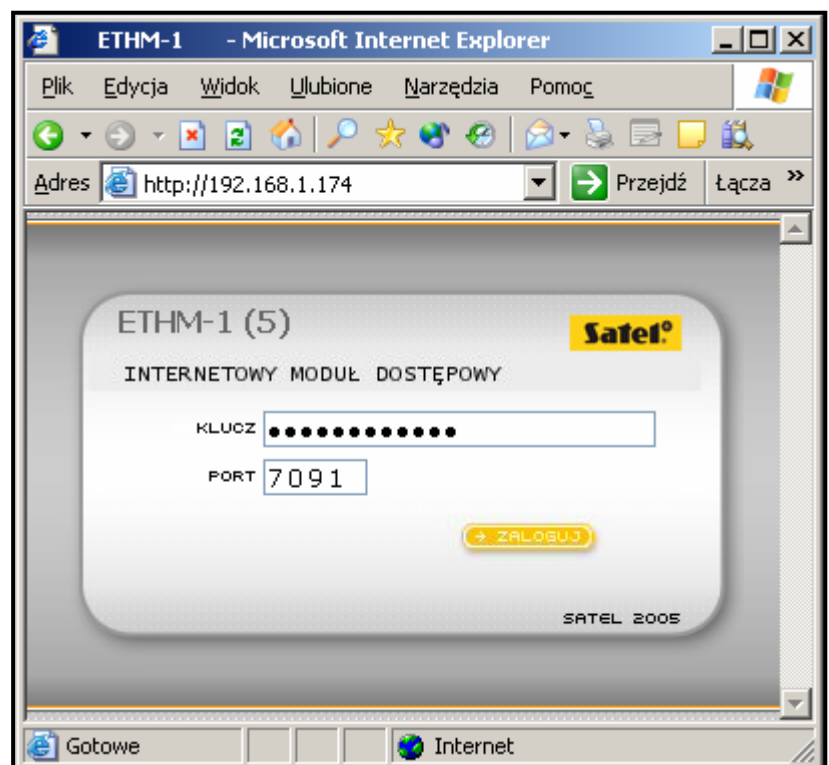 ETHM-1 - Microsoft Internet Explorer
Plik Edycja Widok Ulubione Narzędzia Pomoc
Adres http://192.168.1.174 Przejdź Łącza »
ETHM-1 (5)
Satel
INTERNETOWY MODUŁ DOSTĘPOWY
KLUCZ ●●●●●●●●●●●●
PORT 7091
→ ZALOGUJ
SATEL 2005
Gotowe Internet